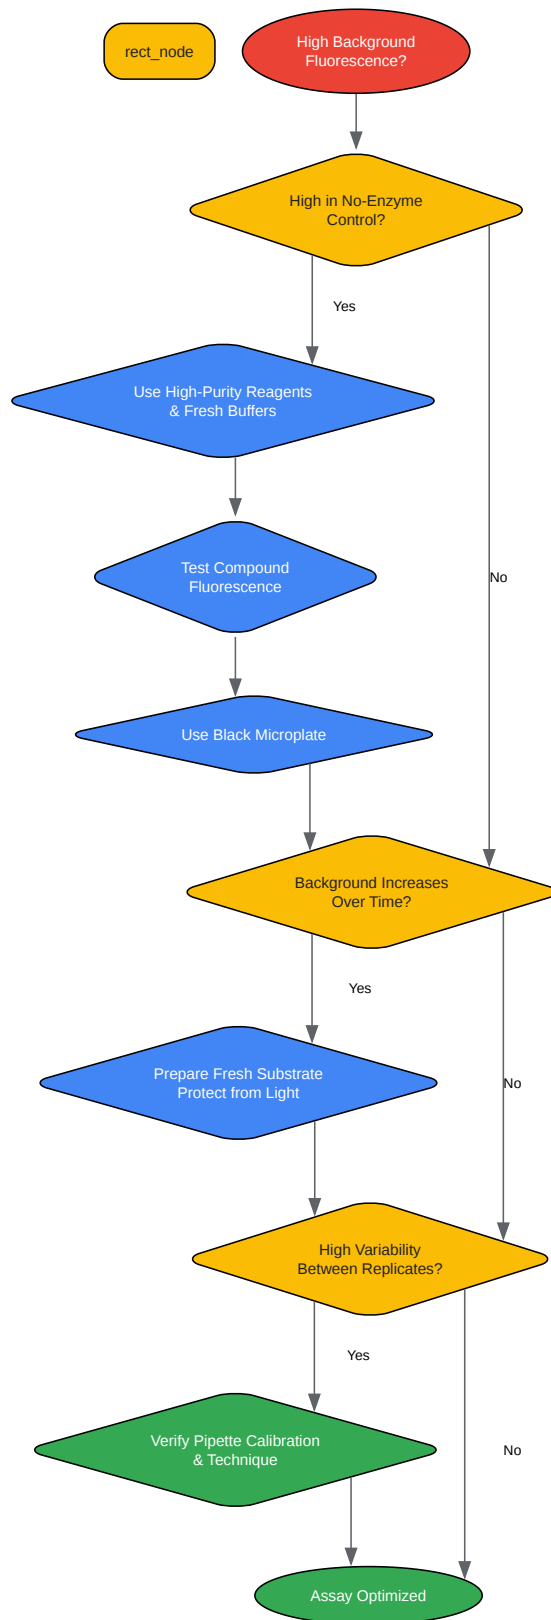 rect_node
High Background
Fluorescence?
High in No-Enzyme
Control?
Yes
Use High-Purity Reagents
& Fresh Buffers
Test Compound
Fluorescence
No
Use Black Microplate
Background Increases
Over Time?
Yes
Prepare Fresh Substrate
Protect from Light
No
High Variability
Between Replicates?
Yes
Verify Pipette Calibration
& Technique
No
Assay Optimized